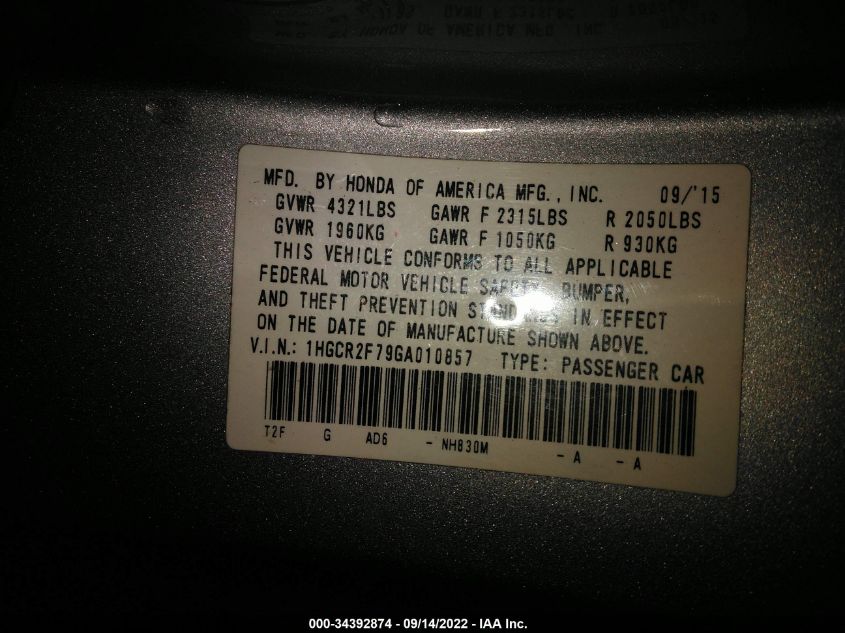 MFD. BY HONDA OF AMERICA MFG., INC. 09/'15
GVWR 4321LBS GAWR F 2315LBS R 2050LBS
GVWR 1960KG GAWR F 1050KG R 930KG
THIS VEHICLE CONFORMS TO ALL APPLICABLE
FEDERAL MOTOR VEHICLE SAFETY, BUMPER,
AND THEFT PREVENTION STANDARDS IN EFFECT
ON THE DATE OF MANUFACTURE SHOWN ABOVE.
V.I.N.: 1HGCR2F79GA010857 TYPE: PASSENGER CAR
T2F G AD6 - NH830M - A - A
000-34392874 - 09/14/2022 - IAA Inc.